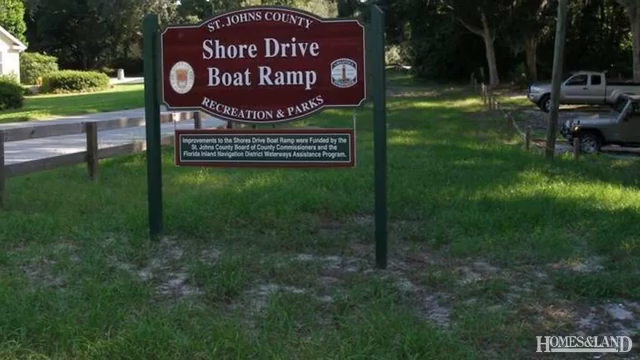 ST. JOHNS COUNTY
Shore Drive
Boat Ramp
RECREATION & PARKS
Improvements to the Shores Drive Boat Ramp were Funded by the
St. Johns County Board of County Commissioners and the
Florida Inland Navigation District Waterways Assistance Program.
HOMES&LAND